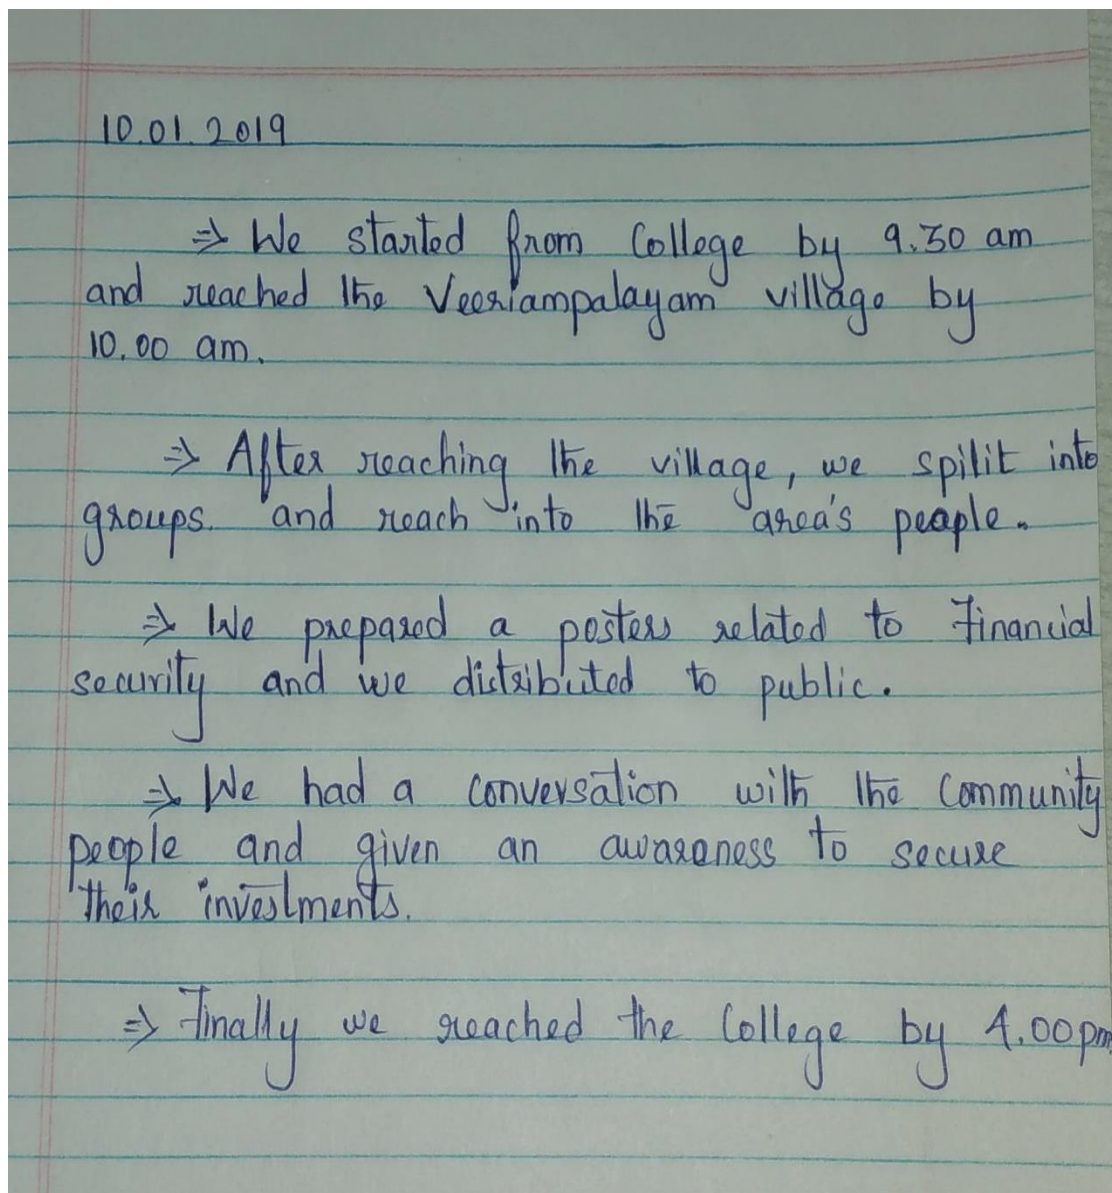 10.01.2019
⇒ We started from College by 9.30 am
and reached the Veeriampalayam village by
10.00 am.
⇒ After reaching the village, we spilit into
groups. and reach into the area's people.
⇒ We prepared a posters related to Financial
security and we distributed to public.
⇒ We had a conversation with the Community
people and given an awareness to secure
their investments.
⇒ Finally we reached the College by 4.00pm